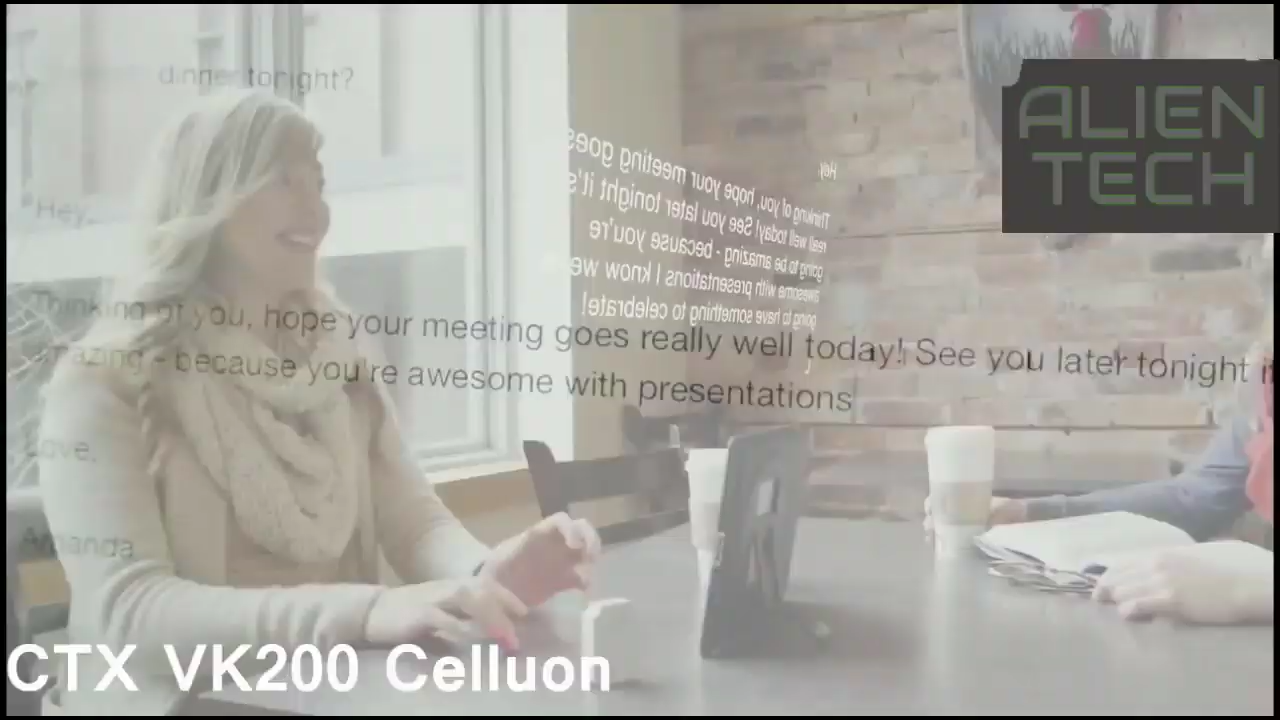 dinner tonight?
ALIEN
TECH
Hey
Hey
Thinking of you, hope your meeting goes
really well today! See you later tonight it's
going to be amazing - because you're
awesome with presentations I know we
going to have something to celebrate!
Thinking of you, hope your meeting goes really well today! See you later tonight it
amazing - because you're awesome with presentations
Love,
Amanda
CTX VK200 Celluon